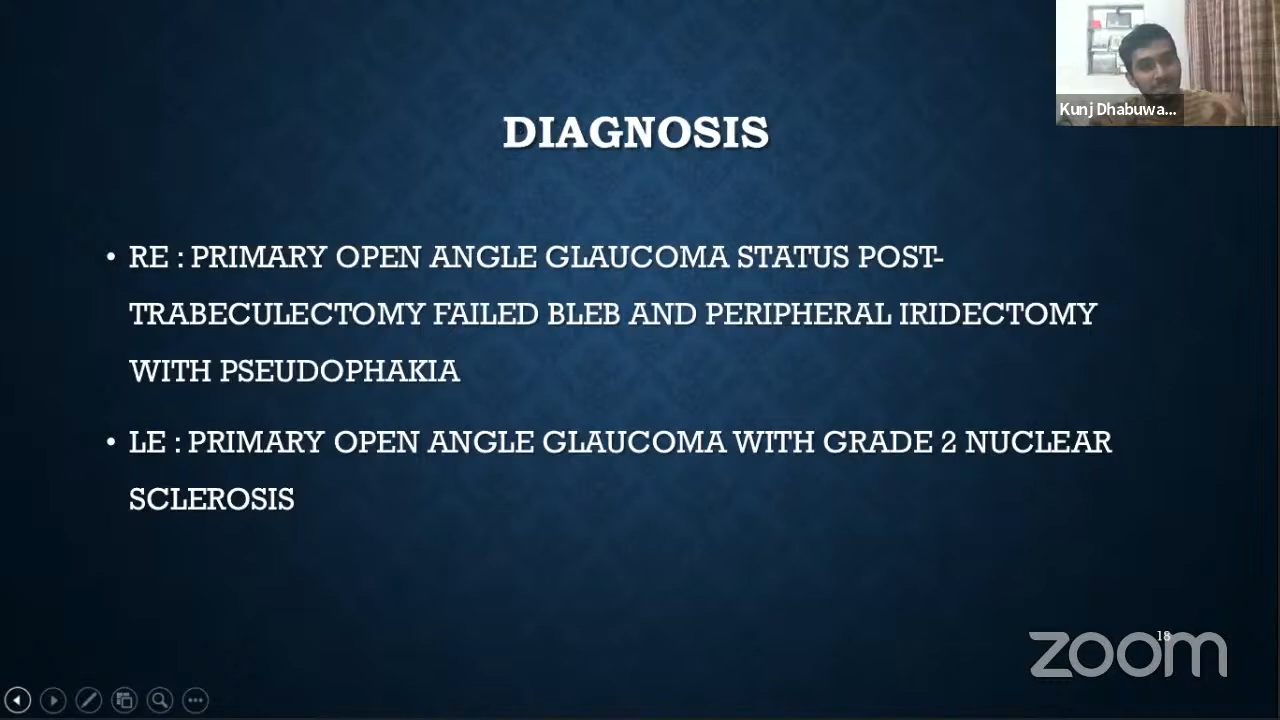 Kunj Dhabuwa...
DIAGNOSIS
• RE : PRIMARY OPEN ANGLE GLAUCOMA STATUS POST-
TRABECULECTOMY FAILED BLEB AND PERIPHERAL IRIDECTOMY
WITH PSEUDOPHAKIA
• LE : PRIMARY OPEN ANGLE GLAUCOMA WITH GRADE 2 NUCLEAR
SCLEROSIS
18
zoom